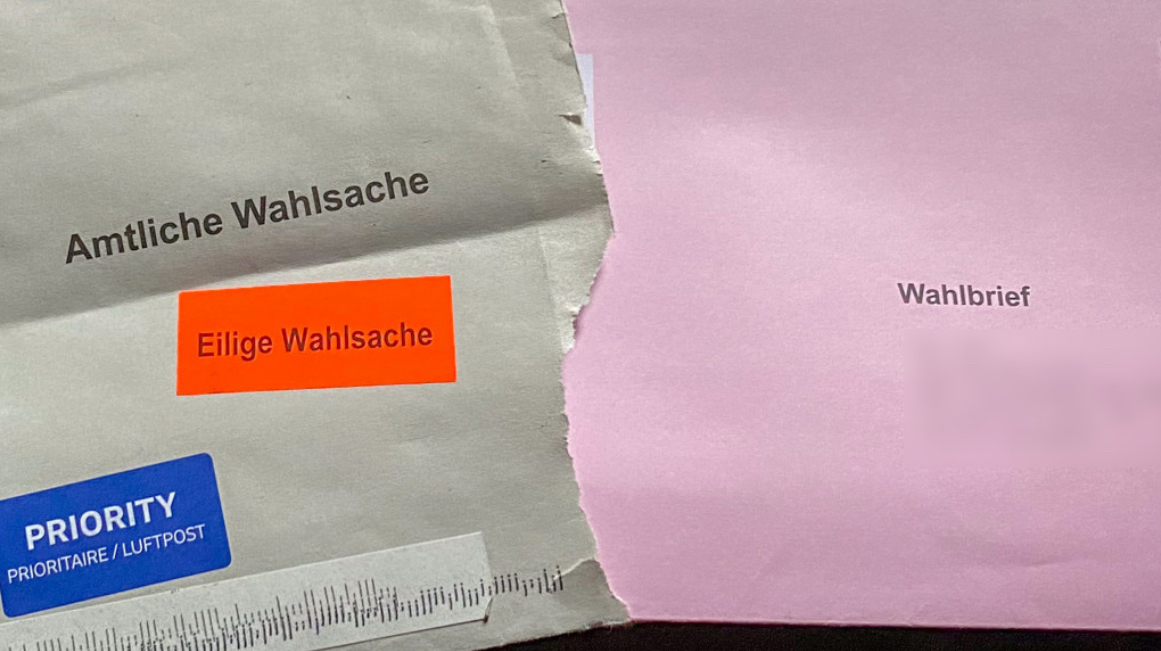 Amtliche Wahlsache
Eilige Wahlsache
PRIORITY
PRIORITAIRE / LUFTPOST
Wahlbrief